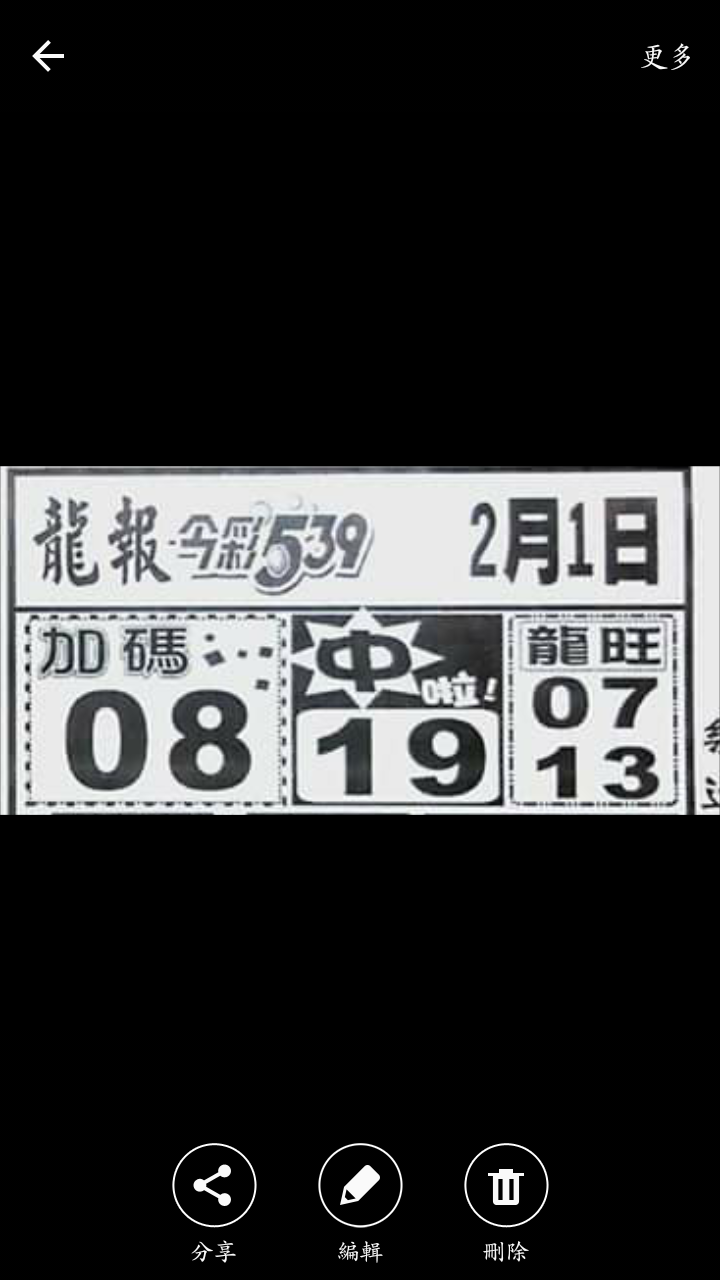 更多
龍報 今彩539 2月1日
加碼 中啦! 龍旺
08 19 07
13
分享 編輯 刪除